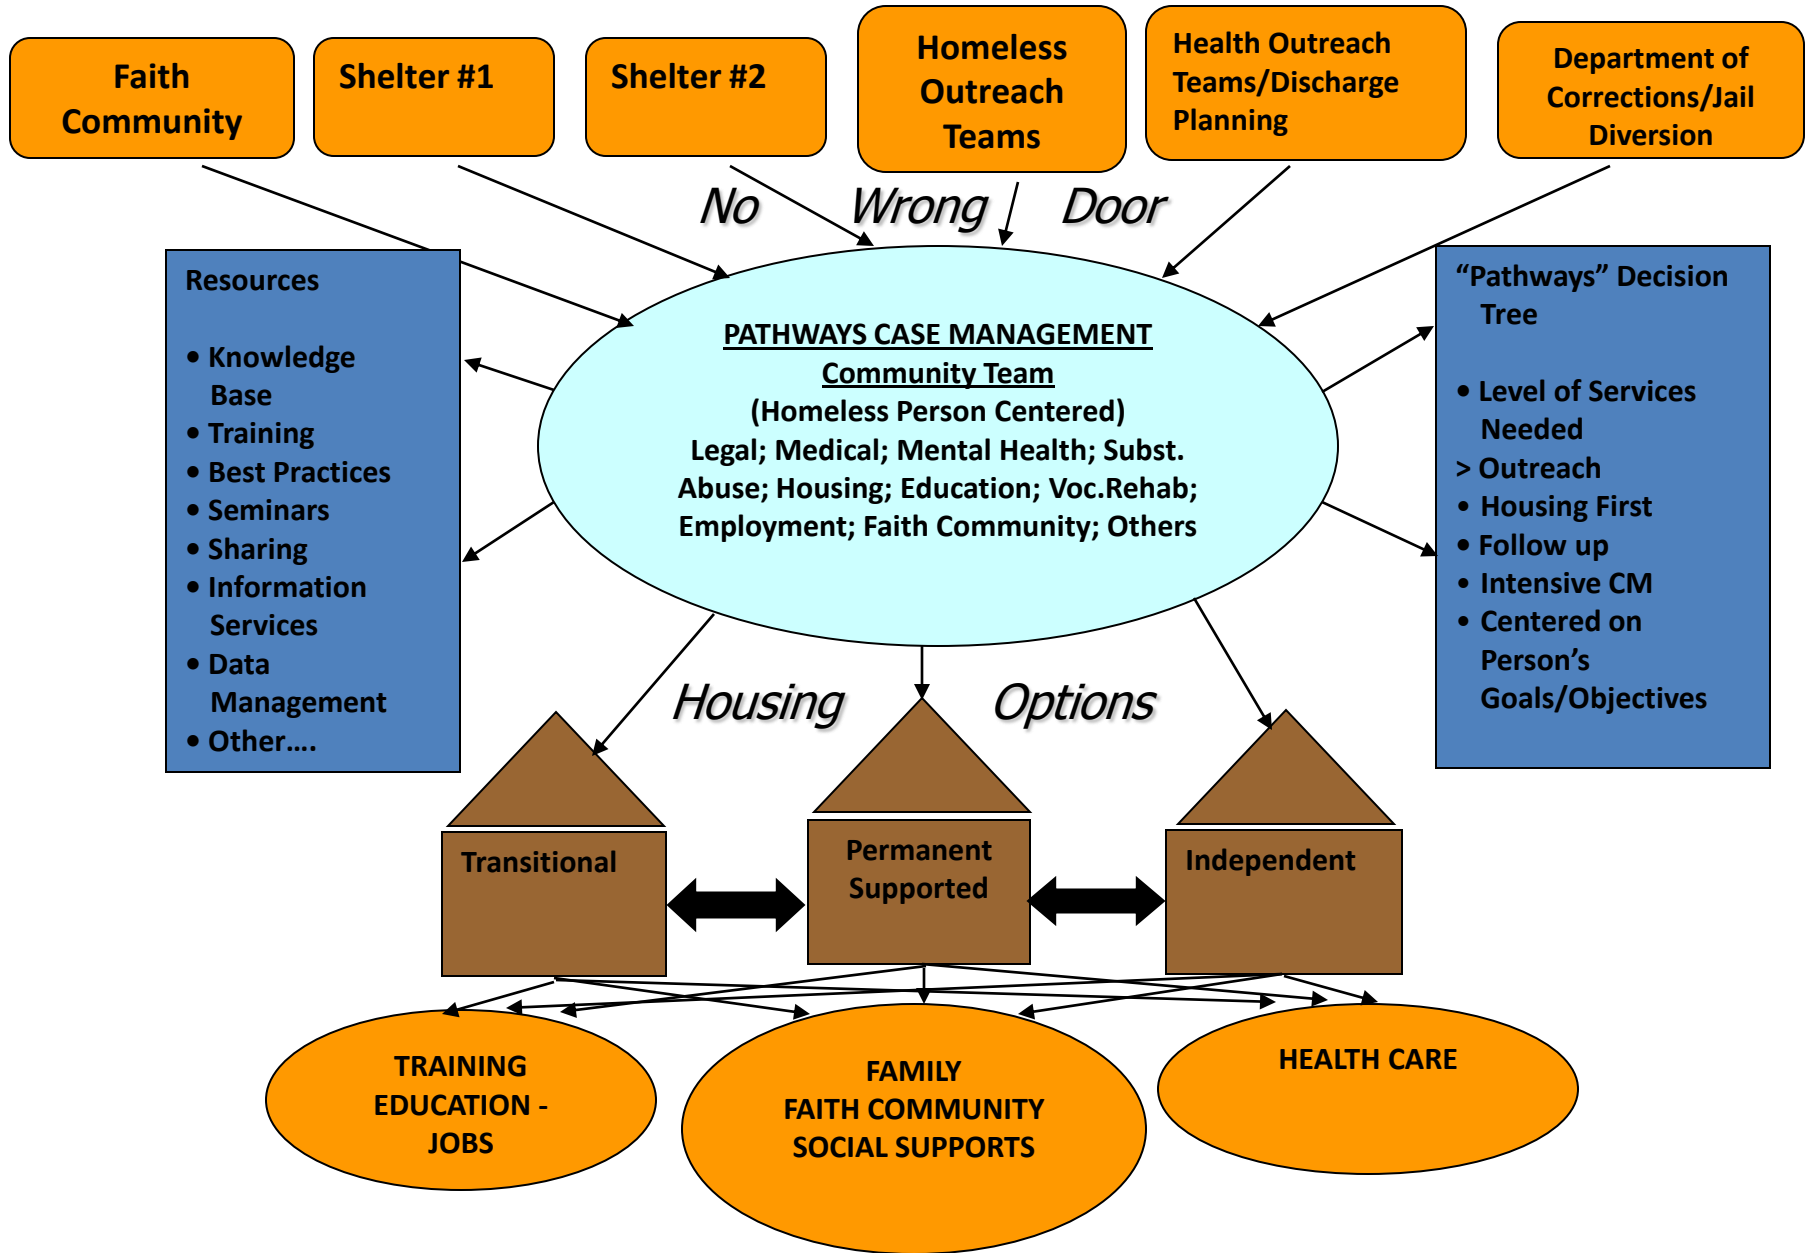 Faith
Community
Shelter #1
Shelter #2
Homeless
Outreach
Teams
Health Outreach
Teams/Discharge
Planning
Department of
Corrections/Jail
Diversion
No Wrong Door
Resources
• Knowledge
Base
• Training
• Best Practices
• Seminars
• Sharing
• Information
Services
• Data
Management
• Other....
PATHWAYS CASE MANAGEMENT
Community Team
(Homeless Person Centered)
Legal; Medical; Mental Health; Subst.
Abuse; Housing; Education; Voc.Rehab;
Employment; Faith Community; Others
“Pathways” Decision
Tree
• Level of Services
Needed
> Outreach
• Housing First
• Follow up
• Intensive CM
• Centered on
Person’s
Goals/Objectives
Housing Options
Transitional
Permanent
Supported
Independent
TRAINING
EDUCATION -
JOBS
FAMILY
FAITH COMMUNITY
SOCIAL SUPPORTS
HEALTH CARE